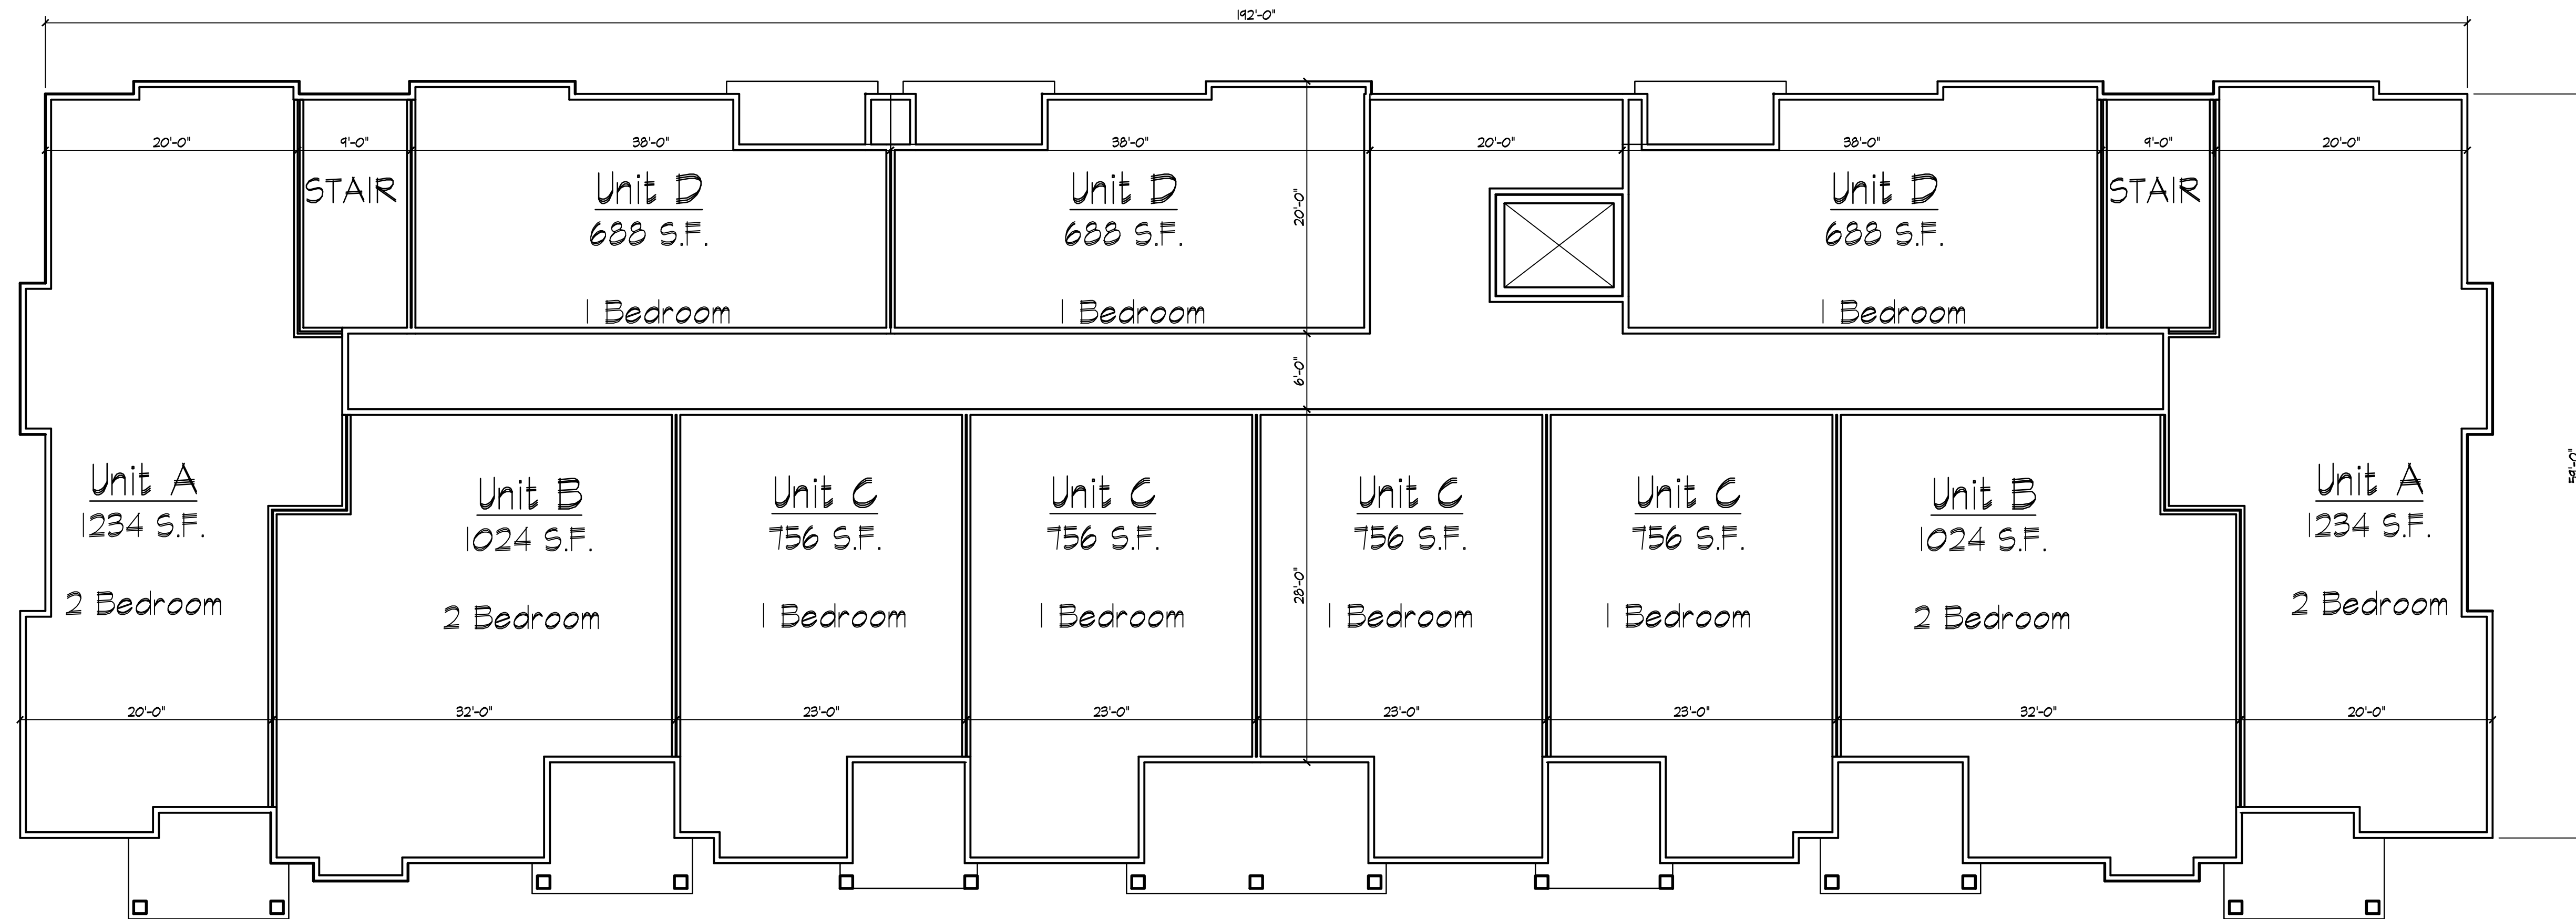 192'-0"
20'-0"
9'-0"
38'-0"
38'-0"
20'-0"
38'-0"
9'-0"
20'-0"
STAIR
Unit D
688 S.F.
1 Bedroom
Unit D
688 S.F.
1 Bedroom
20'-0"
Unit D
688 S.F.
1 Bedroom
STAIR
6'-0"
59'-0"
Unit A
1234 S.F.
2 Bedroom
Unit B
1024 S.F.
2 Bedroom
Unit C
756 S.F.
1 Bedroom
Unit C
756 S.F.
1 Bedroom
28'-0"
Unit C
756 S.F.
1 Bedroom
Unit C
756 S.F.
1 Bedroom
Unit B
1024 S.F.
2 Bedroom
Unit A
1234 S.F.
2 Bedroom
20'-0"
32'-0"
23'-0"
23'-0"
23'-0"
23'-0"
32'-0"
20'-0"